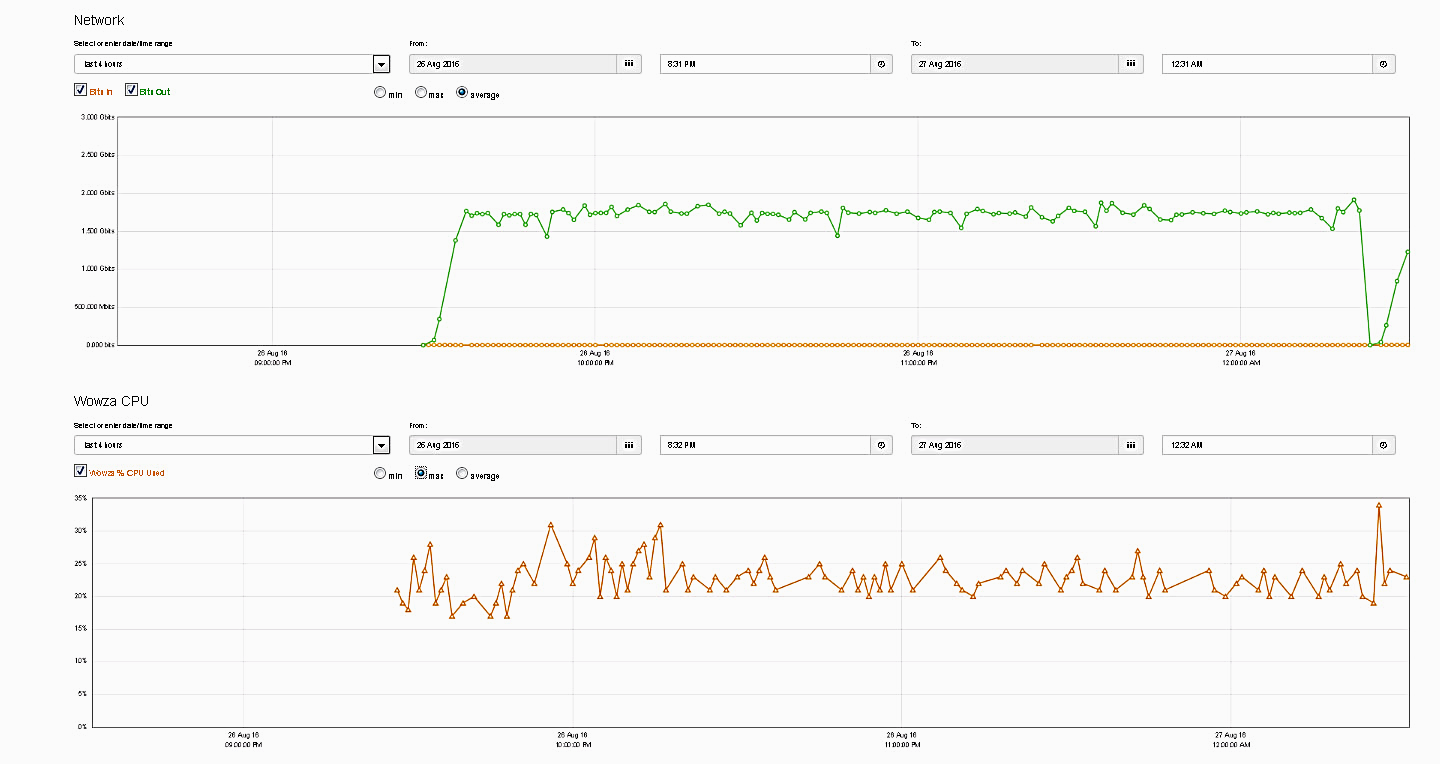 Network
Select or enter date/time range
From:
To:
last 4 hours
26 Aug 2016
8:31 PM
27 Aug 2016
12:31 AM
Bits In
Bits Out
min
max
average
3.000 Gbits
2.500 Gbits
2.000 Gbits
1.500 Gbits
1.000 Gbits
500.000 Mbits
0.000 bits
26 Aug 16
09:00:00 PM
26 Aug 16
10:00:00 PM
26 Aug 16
11:00:00 PM
27 Aug 16
12:00:00 AM
Wowza CPU
Select or enter date/time range
From:
To:
last 4 hours
26 Aug 2016
8:32 PM
27 Aug 2016
12:32 AM
Wowza % CPU Used
min
max
average
35%
30%
25%
20%
15%
10%
5%
0%
26 Aug 16
09:00:00 PM
26 Aug 16
10:00:00 PM
26 Aug 16
11:00:00 PM
27 Aug 16
12:00:00 AM